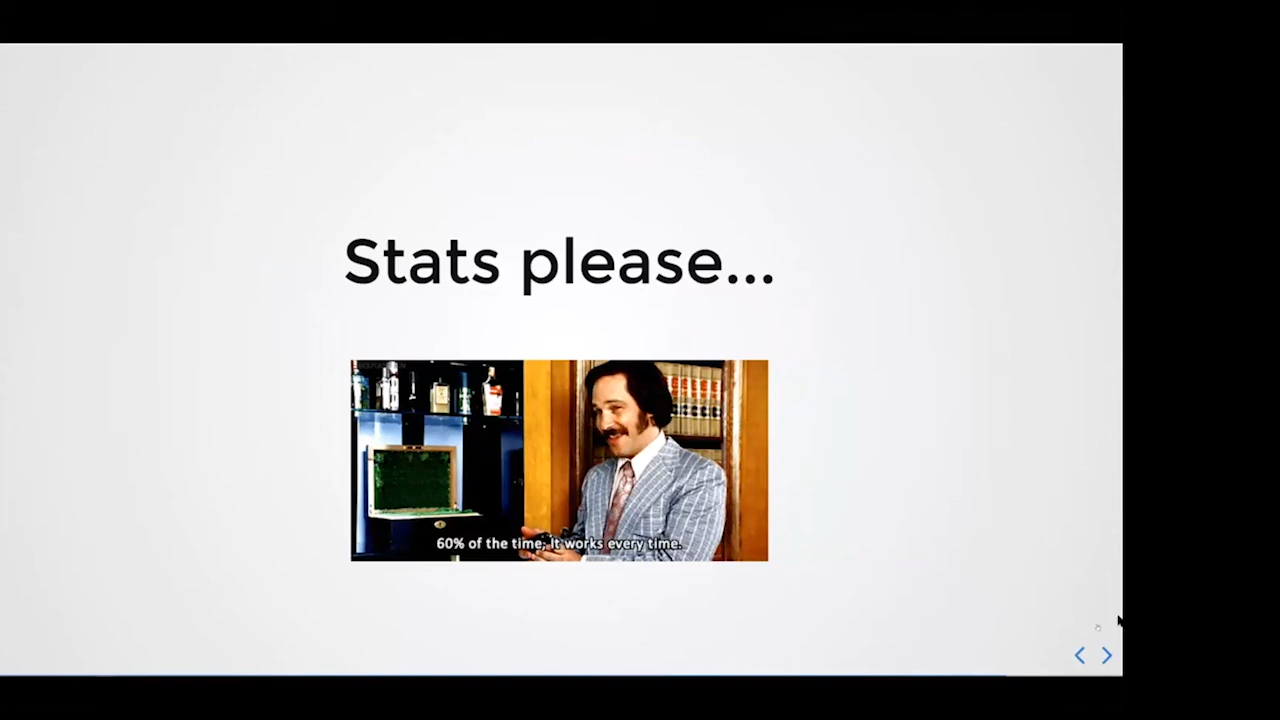 Stats please...
60% of the time, it works every time.